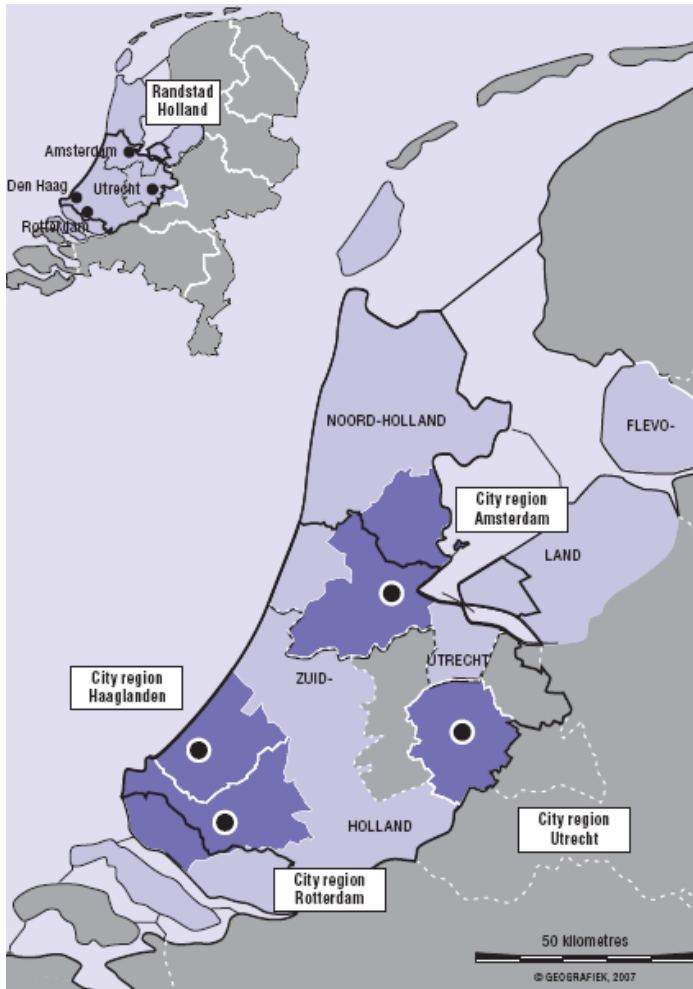 Randstad
Holland
Amsterdam
Den Haag
Utrecht
Rotterdam
NOORD-HOLLAND
FLEVO-
City region
Amsterdam
LAND
UTRECHT
City region
Haaglanden
ZUID-
HOLLAND
City region
Utrecht
City region
Rotterdam
50 kilometres
© GEOGRAFIEK, 2007